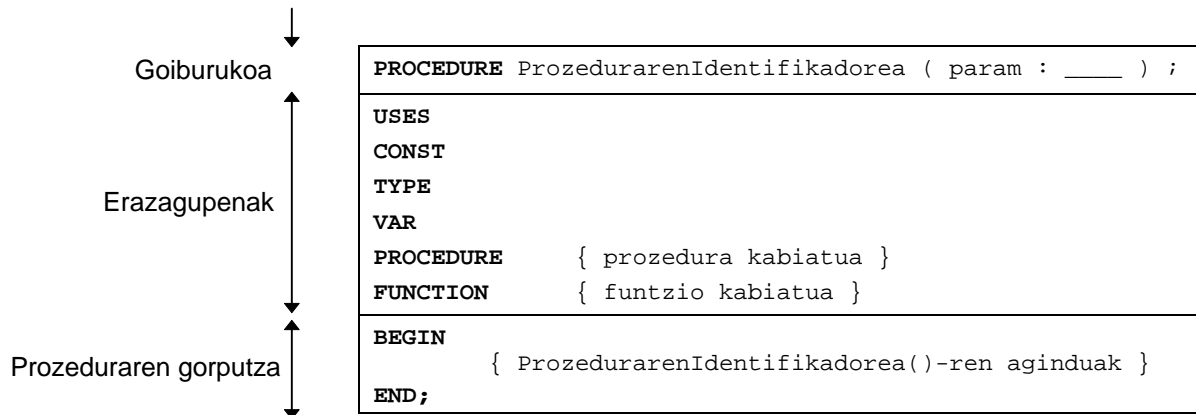 Goiburukoa
PROCEDURE ProzedurarenIdentifikadorea ( param : ____ ) ;
Erazagupenak
USES
CONST
TYPE
VAR
PROCEDURE { prozedura kabiatua }
FUNCTION { funtzio kabiatua }
Prozeduraren gorputza
BEGIN
{ ProzedurarenIdentifikadorea()-ren aginduak }
END;